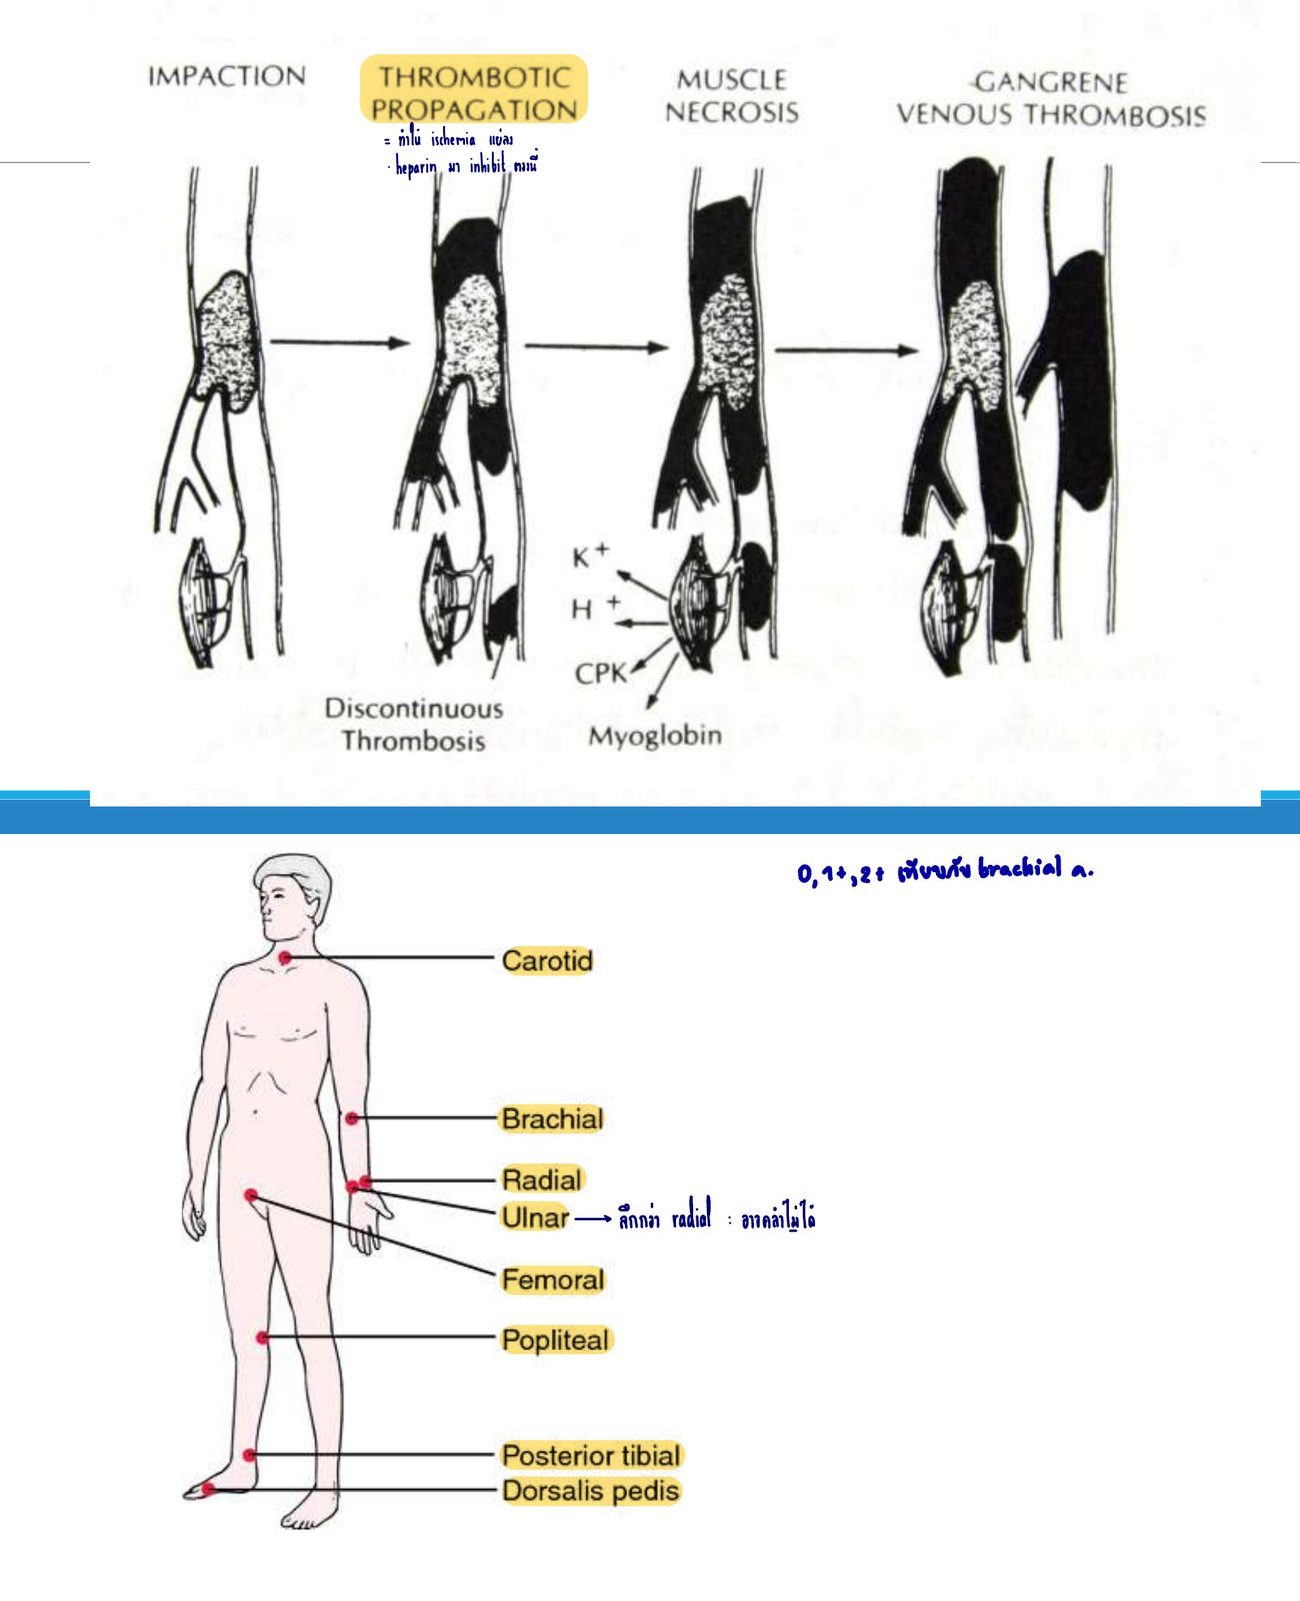 IMPACTION
THROMBOTIC
PROPAGATION
= ทำให้ ischemia แย่ลง
· heparin มา inhibit ตรงนี้
MUSCLE
NECROSIS
GANGRENE
VENOUS THROMBOSIS
K+
H+
CPK
Myoglobin
Discontinuous
Thrombosis
0, 1+, 2+ เทียบกับ brachial a.
Carotid
Brachial
Radial
Ulnar → ลึกกว่า radial : อาจคลำไม่ได้
Femoral
Popliteal
Posterior tibial
Dorsalis pedis